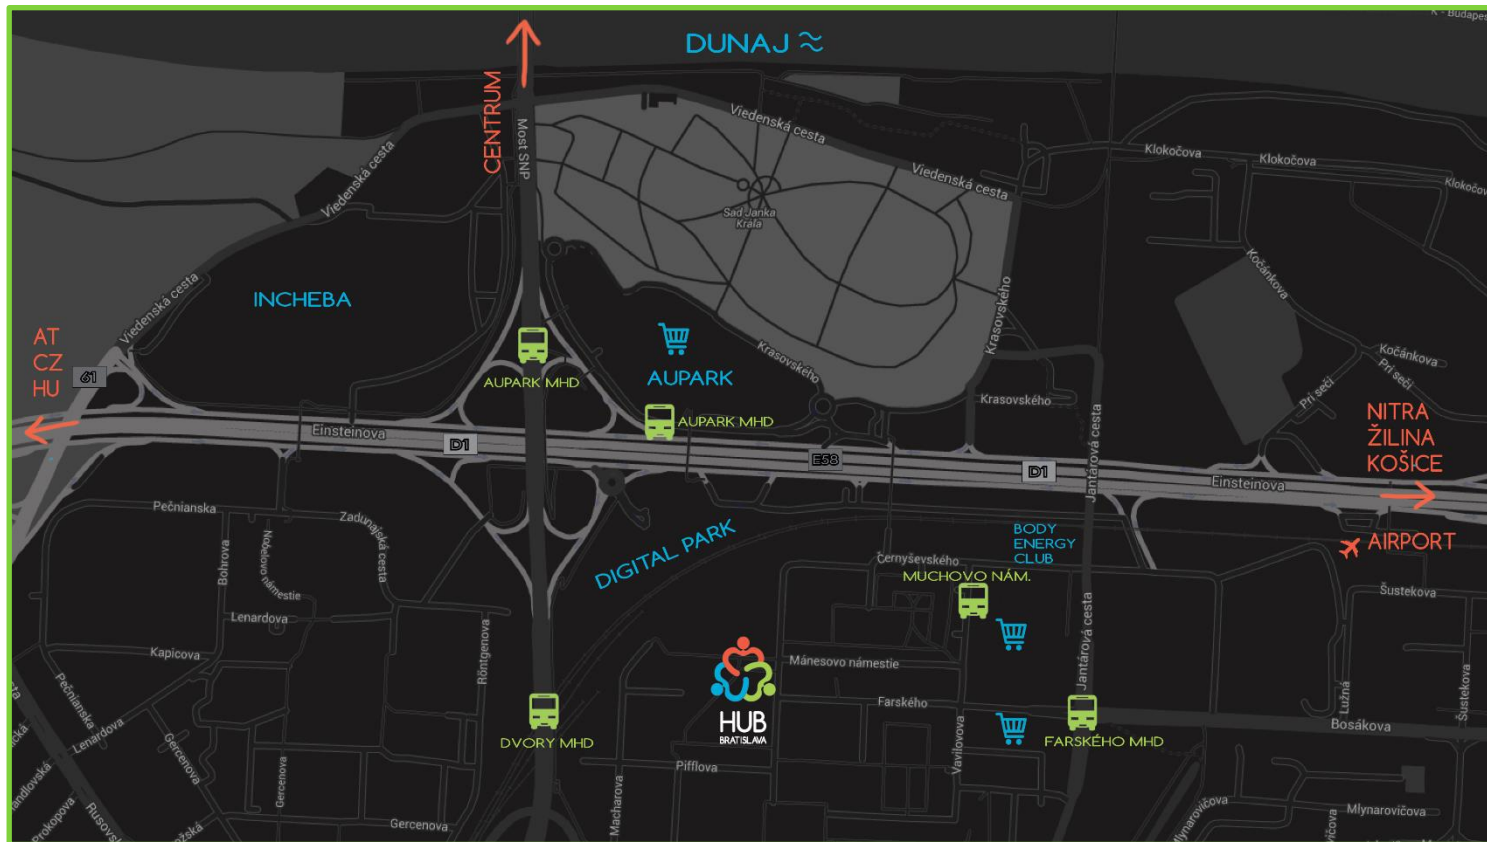 K - Budapest
DUNAJ
CENTRUM
Most SNP
Viedenská cesta
Viedenská cesta
Viedenská cesta
Viedenská cesta
Klokočova
Klokočova
Sad Janka
Kráľa
Kočánkova
INCHEBA
Krasovského
AT
CZ
HU
61
AUPARK MHD
AUPARK
Krasovského
Kočánkova
Pri seči
Pri seči
Krasovského
AUPARK MHD
Einsteinova
D1
E58
D1
Jantárová cesta
Einsteinova
NITRA
ŽILINA
KOŠICE
AIRPORT
Pečnianska
Zadunajská cesta
Bohrova
Nobelovo
námestie
Lenardova
DIGITAL PARK
BODY
ENERGY
CLUB
Černyševského
MUCHOVO NÁM.
Šustekova
Kapicova
Röntgenova
Mánesovo námestie
Jantárová cesta
Farského
Lužná
Šustekova
Bosákova
Pečnianska
Lenardova
Gercenova
Gercenova
DVORY MHD
HUB
BRATISLAVA
FARSKÉHO MHD
Vavilovova
Pifflova
Macharova
Gercenova
Prokopova
Mlynarovičova
Mlynarovičova